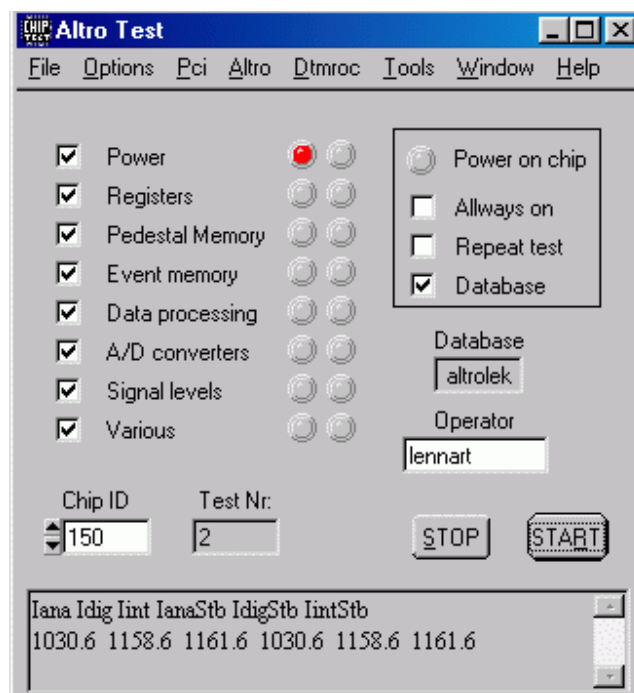 CHIP TEST Altro Test
File Options Pci Altro Dtmroc Tools Window Help
Power
Registers
Pedestal Memory
Event memory
Data processing
A/D converters
Signal levels
Various
Power on chip
Allways on
Repeat test
Database
Database
altrolek
Operator
lennart
Chip ID
150
Test Nr:
2
STOP
START
Iana Idig Iint IanaStb IdigStb IintStb
1030.6 1158.6 1161.6 1030.6 1158.6 1161.6